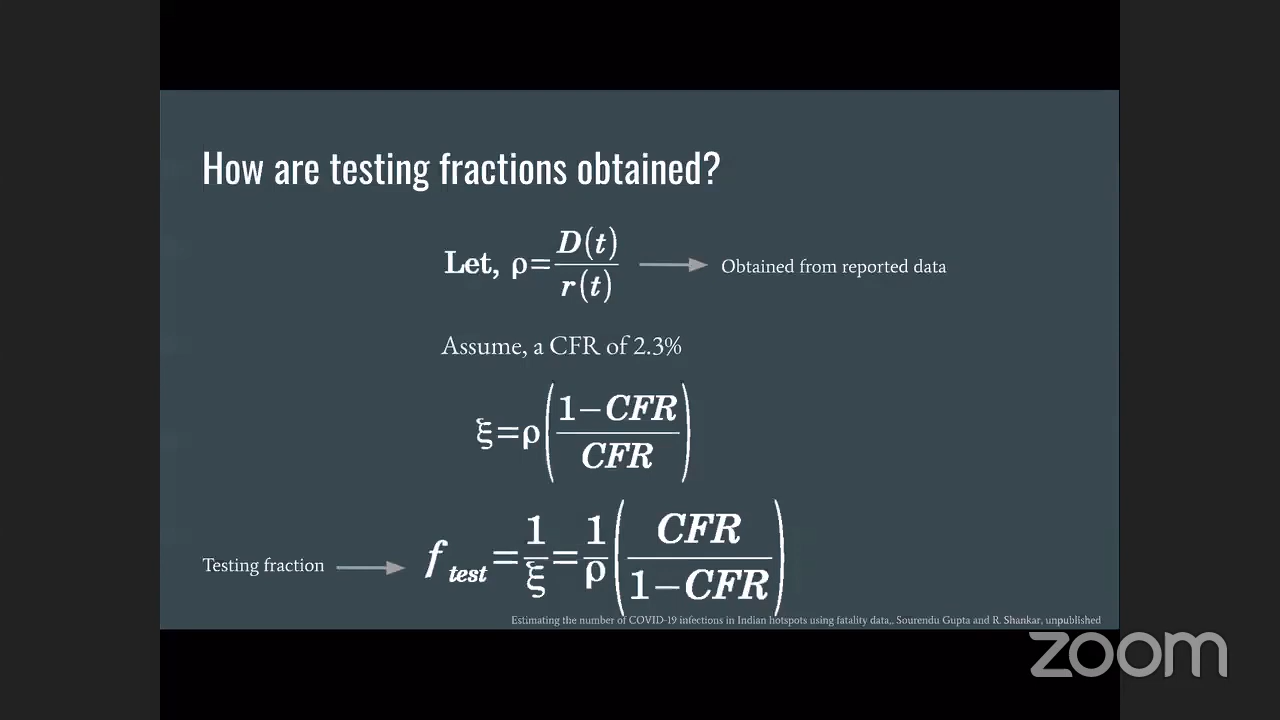 How are testing fractions obtained?
Let, ρ=D(t)/r(t)
Obtained from reported data
Assume, a CFR of 2.3%
ξ=ρ(1−CFR/CFR)
Testing fraction
f test=1/ξ=1/ρ(CFR/1−CFR)
Estimating the number of COVID-19 infections in Indian hotspots using fatality data,. Sourendu Gupta and R. Shankar, unpublished
zoom